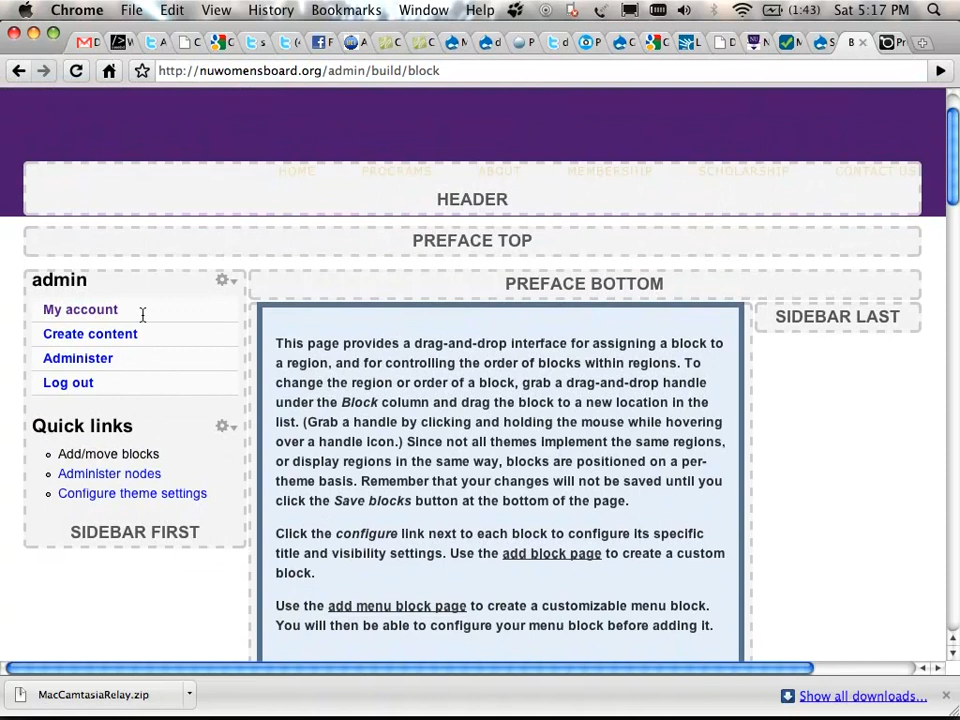 Chrome File Edit View History Bookmarks Window Help (1:43) Sat 5:17 PM
http://nuwomensboard.org/admin/build/block
HOME PROGRAMS ABOUT MEMBERSHIP SCHOLARSHIP CONTACT US
HEADER
PREFACE TOP
admin
PREFACE BOTTOM
My account
SIDEBAR LAST
Create content
Administer
Log out
Quick links
Add/move blocks
Administer nodes
Configure theme settings
SIDEBAR FIRST
This page provides a drag-and-drop interface for assigning a block to
a region, and for controlling the order of blocks within regions. To
change the region or order of a block, grab a drag-and-drop handle
under the Block column and drag the block to a new location in the
list. (Grab a handle by clicking and holding the mouse while hovering
over a handle icon.) Since not all themes implement the same regions,
or display regions in the same way, blocks are positioned on a per-
theme basis. Remember that your changes will not be saved until you
click the Save blocks button at the bottom of the page.
Click the configure link next to each block to configure its specific
title and visibility settings. Use the add block page to create a custom
block.
Use the add menu block page to create a customizable menu block.
You will then be able to configure your menu block before adding it.
MacCamtasiaRelay.zip
Show all downloads...